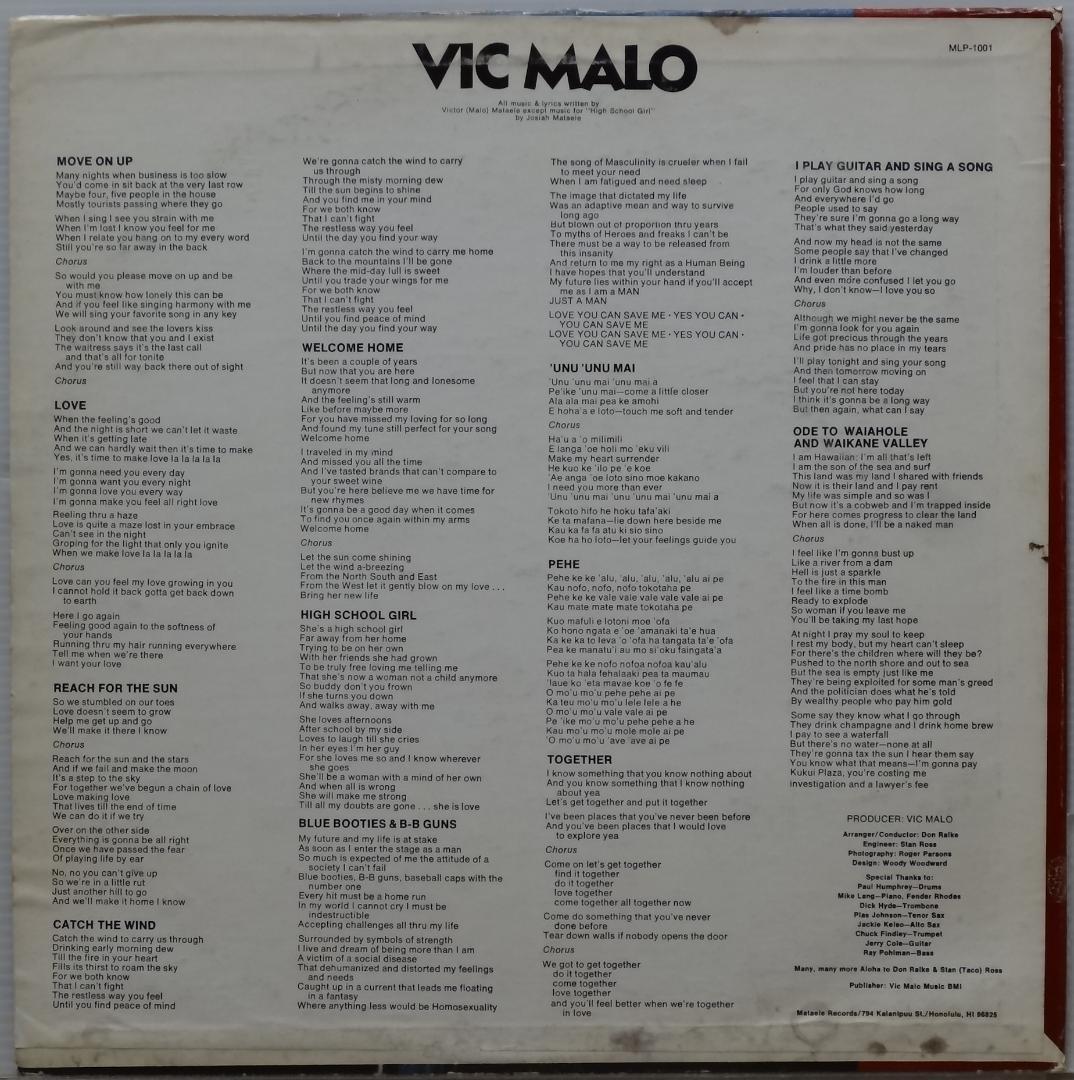 VIC MALO
MLP-1001
All music & lyrics written by
Victor (Malo) Mataele except music for "High School Girl"
by Josiah Mataele
MOVE ON UP
Many nights when business is too slow
You'd come in sit back at the very last row
Maybe four, five people in the house
Mostly tourists passing where they go
When I sing I see you strain with me
When I'm lost I know you feel for me
When I relate you hang on to my every word
Still you're so far away in the back
Chorus
So would you please move on up and be
with me
You must know how lonely this can be
And if you feel like singing harmony with me
We will sing your favorite song in any key
Look around and see the lovers kiss
They don't know that you and I exist
The waitress says it's the last call
and that's all for tonite
And you're still way back there out of sight
Chorus
LOVE
When the feeling's good
And the night is short we can't let it waste
When it's getting late
And we can hardly wait then it's time to make
Yes, it's time to make love la la la la la
I'm gonna need you every day
I'm gonna want you every night
I'm gonna love you every way
I'm gonna make you feel all right love
Reeling thru a haze
Love is quite a maze lost in your embrace
Can't see in the night
Groping for the light that only you ignite
When we make love la la la la la
Chorus
Love can you feel my love growing in you
I cannot hold it back gotta get back down
to earth
Here I go again
Feeling good again to the softness of
your hands
Running thru my hair running everywhere
Tell me when we're there
I want your love
REACH FOR THE SUN
So we stumbled on our toes
Love doesn't seem to grow
Help me get up and go
We'll make it there I know
Chorus
Reach for the sun and the stars
And if we fail and make the moon
It's a step to the sky
For together we've begun a chain of love
Love making love
That lives till the end of time
We can do it if we try
Over on the other side
Everything is gonna be all right
Once we have passed the fear
Of playing life by ear
No, no you can't give up
So we're in a little rut
Just another hill to go
And we'll make it home I know
CATCH THE WIND
Catch the wind to carry us through
Drinking early morning dew
Till the fire in your heart
Fills its thirst to roam the sky
For we both know
That I can't fight
The restless way you feel
Until you find peace of mind
We're gonna catch the wind to carry
us through
Through the misty morning dew
Till the sun begins to shine
And you find me in your mind
For we both know
That I can't fight
The restless way you feel
Until the day you find your way
I'm gonna catch the wind to carry me home
Back to the mountains I'll be gone
Where the mid-day lull is sweet
Until you trade your wings for me
For we both know
That I can't fight
The restless way you feel
Until you find peace of mind
Until the day you find your way
WELCOME HOME
It's been a couple of years
But now that you are here
It doesn't seem that long and lonesome
anymore
And the feeling's still warm
Like before maybe more
For you have missed my loving for so long
And found my tune still perfect for your song
Welcome home
I traveled in my mind
And missed you all the time
And I've tasted brands that can't compare to
your sweet wine
But you're here believe me we have time for
new rhymes
It's gonna be a good day when it comes
To find you once again within my arms
Welcome home
Chorus
Let the sun come shining
Let the wind a-breezing
From the North South and East
From the West let it gently blow on my love . . .
Bring her new life
HIGH SCHOOL GIRL
She's a high school girl
Far away from her home
Trying to be on her own
With her friends she had grown
To be truly free loving me telling me
That she's now a woman not a child anymore
So buddy don't you frown
If she turns you down
And walks away, away with me
She loves afternoons
After school by my side
Loves to laugh till she cries
In her eyes I'm her guy
For she loves me so and I know wherever
she goes
She'll be a woman with a mind of her own
And when all is wrong
She will make me strong
Till all my doubts are gone . . . she is love
BLUE BOOTIES & B-B GUNS
My future and my life is at stake
As soon as I enter the stage as a man
So much is expected of me the attitude of a
society I can't fail
Blue booties, B-B guns, baseball caps with the
number one
Every hit must be a home run
In my world I cannot cry I must be
indestructible
Accepting challenges all thru my life
Surrounded by symbols of strength
I live and dream of being more than I am
A victim of a social disease
That dehumanized and distorted my feelings
and needs
Caught up in a current that leads me floating
in a fantasy
Where anything less would be Homosexuality
The song of Masculinity is crueler when I fail
to meet your need
When I am fatigued and need sleep
The image that dictated my life
Was an adaptive mean and way to survive
long ago
But blown out of proportion thru years
To myths of Heroes and freaks I can't be
There must be a way to be released from
this insanity
And return to me my right as a Human Being
I have hopes that you'll understand
My future lies within your hand if you'll accept
me as I am a MAN
JUST A MAN
LOVE YOU CAN SAVE ME • YES YOU CAN •
YOU CAN SAVE ME
LOVE YOU CAN SAVE ME • YES YOU CAN •
YOU CAN SAVE ME
'UNU 'UNU MAI
'Unu 'unu mai 'unu mai a
Pe'ike 'unu mai—come a little closer
Ala ala mai pea ke amohi
E hoha'a e loto—touch me soft and tender
Chorus
Ha'u a 'o milimili
E langa 'oe holi mo 'eku vili
Make my heart surrender
He kuo ke 'ilo pe 'e koe
'Ae anga 'oe loto sino moe kakano
I need you more than ever
'Unu 'unu mai 'unu 'unu mai 'unu mai a
Tokoto hifo he hoku tafa'aki
Ke ta mafana—lie down here beside me
Kau ka fa fa atu ki sio sino
Koe ha ho loto—let your feelings guide you
PEHE
Pehe ke ke 'alu, 'alu, 'alu, 'alu, 'alu ai pe
Kau nofo, nofo, nofo tokotaha pe
Pehe ke ke vale vale vale vale vale ai pe
Kau mate mate mate tokotaha pe
Kuo mafuli e lotoni moe 'ofa
Ko hono ngata e 'oe 'amanaki ta'e hua
Ka ke ka to leva 'o 'ofa ha tangata ta'e 'ofa
Pea ke manatu'i au mo si'oku faingata'a
Pehe ke ke nofo nofoa nofoa kau'alu
Kuo ta hala fehalaaki pea ta maumau
'Iaue ko 'eta mavae koe 'o fe fe
O mo'u mo'u pehe pehe ai pe
Ka teu mo'u mo'u lele lele a he
O mo'u mo'u vale vale ai pe
Pe 'ike mo'u mo'u pehe pehe a he
Kau mo'u mo'u mole mole ai pe
'O mo'u mo'u 'ave 'ave ai pe
TOGETHER
I know something that you know nothing about
And you know something that I know nothing
about yea
Let's get together and put it together
I've been places that you've never been before
And you've been places that I would love
to explore yea
Chorus
Come on let's get together
find it together
do it together
love together
come together all together now
Come do something that you've never
done before
Tear down walls if nobody opens the door
Chorus
We got to get together
do it together
come together
love together
and you'll feel better when we're together
in love
I PLAY GUITAR AND SING A SONG
I play guitar and sing a song
For only God knows how long
And everywhere I'd go
People used to say
They're sure I'm gonna go a long way
That's what they said yesterday
And now my head is not the same
Some people say that I've changed
I drink a little more
I'm louder than before
And even more confused I let you go
Why, I don't know—I love you so
Chorus
Although we might never be the same
I'm gonna look for you again
Life got precious through the years
And pride has no place in my tears
I'll play tonight and sing your song
And then tomorrow moving on
I feel that I can stay
But you're not here today
I think it's gonna be a long way
But then again, what can I say
ODE TO WAIAHOLE
AND WAIKANE VALLEY
I am Hawaiian: I'm all that's left
I am the son of the sea and surf
This land was my land I shared with friends
Now it is their land and I pay rent
My life was simple and so was I
But now it's a cobweb and I'm trapped inside
For here comes progress to clear the land
When all is done, I'll be a naked man
Chorus
I feel like I'm gonna bust up
Like a river from a dam
Hell is just a sparkle
To the fire in this man
I feel like a time bomb
Ready to explode
So woman if you leave me
You'll be taking my last hope
At night I pray my soul to keep
I rest my body, but my heart can't sleep
For there's the children where will they be?
Pushed to the north shore and out to sea
But the sea is empty just like me
They're being exploited for some man's greed
And the politician does what he's told
By wealthy people who pay him gold
Some say they know what I go through
They drink champagne and I drink home brew
I pay to see a waterfall
But there's no water—none at all
They're gonna tax the sun I hear them say
You know what that means—I'm gonna pay
Kukui Plaza, you're costing me
investigation and a lawyer's fee
PRODUCER: VIC MALO
Arranger/Conductor: Don Ralke
Engineer: Stan Ross
Photography: Roger Parsons
Design: Woody Woodward
Special Thanks to:
Paul Humphrey—Drums
Mike Lang—Piano, Fender Rhodes
Dick Hyde—Trombone
Plas Johnson—Tenor Sax
Jackie Kelso—Alto Sax
Chuck Findley—Trumpet
Jerry Cole—Guitar
Ray Pohlman—Bass
Many, many more Aloha to Don Ralke & Stan (Taco) Ross
Publisher: Vic Malo Music BMI
Mataele Records/794 Kalanipuu St./Honolulu, HI 96825